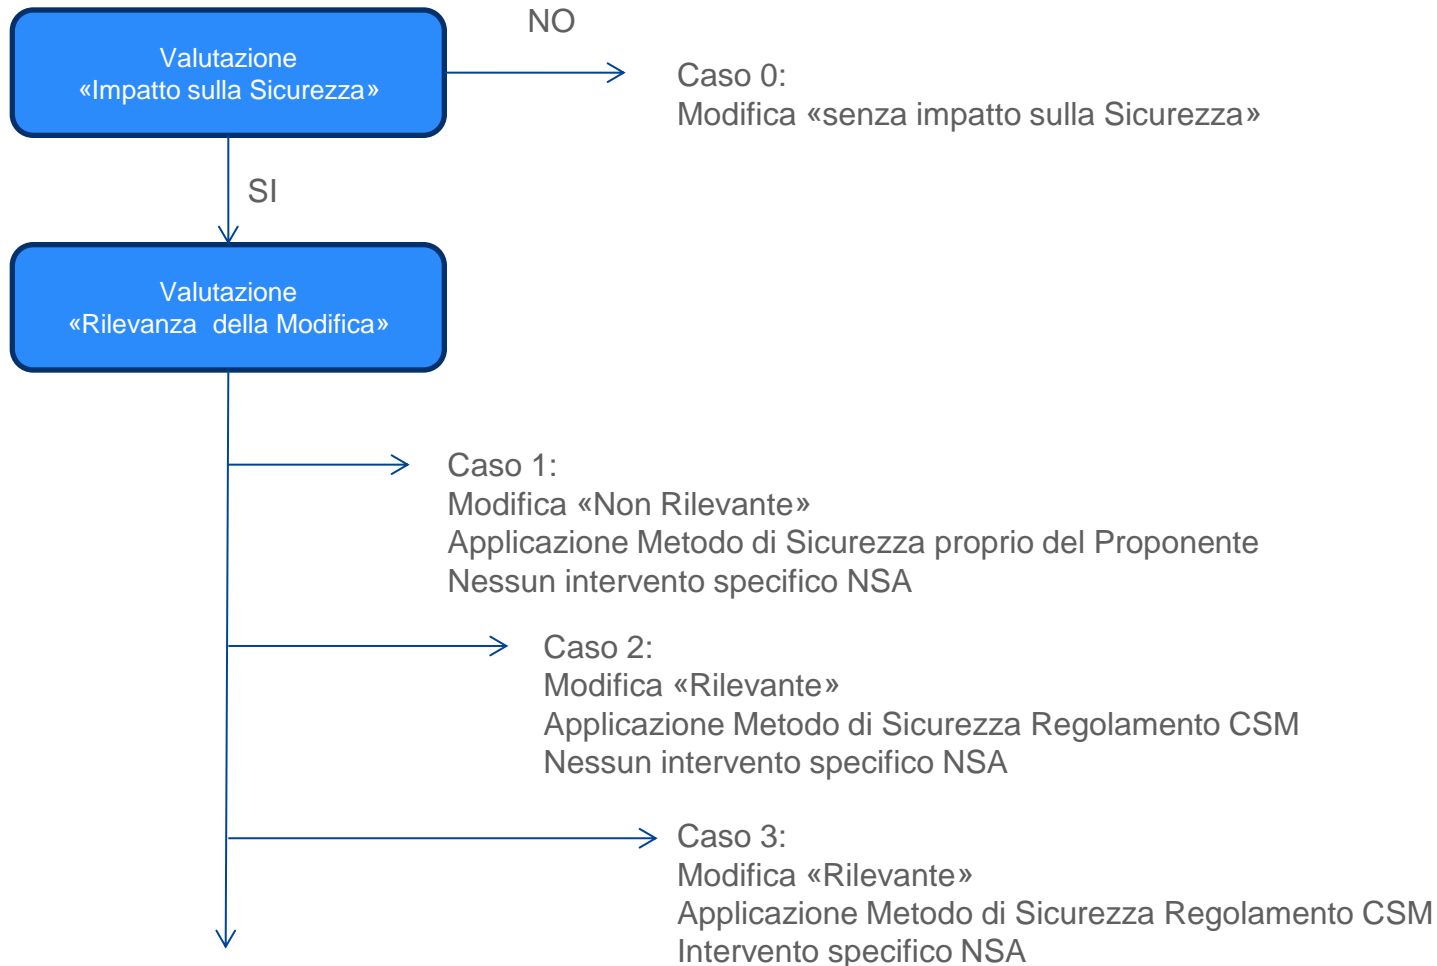 Valutazione
«Impatto sulla Sicurezza»
NO
Caso 0:
Modifica «senza impatto sulla Sicurezza»
SI
Valutazione
«Rilevanza della Modifica»
Caso 1:
Modifica «Non Rilevante»
Applicazione Metodo di Sicurezza proprio del Proponente
Nessun intervento specifico NSA
Caso 2:
Modifica «Rilevante»
Applicazione Metodo di Sicurezza Regolamento CSM
Nessun intervento specifico NSA
Caso 3:
Modifica «Rilevante»
Applicazione Metodo di Sicurezza Regolamento CSM
Intervento specifico NSA